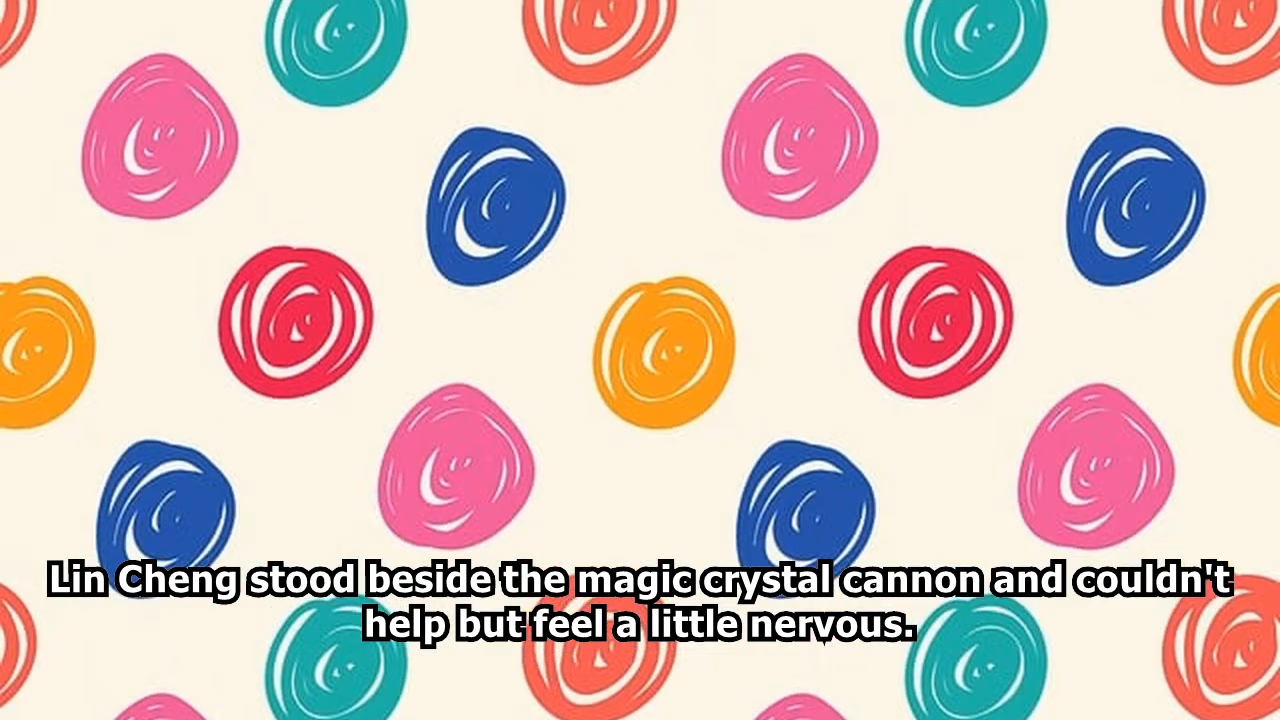 Lin Cheng stood beside the magic crystal cannon and couldn't
help but feel a little nervous.